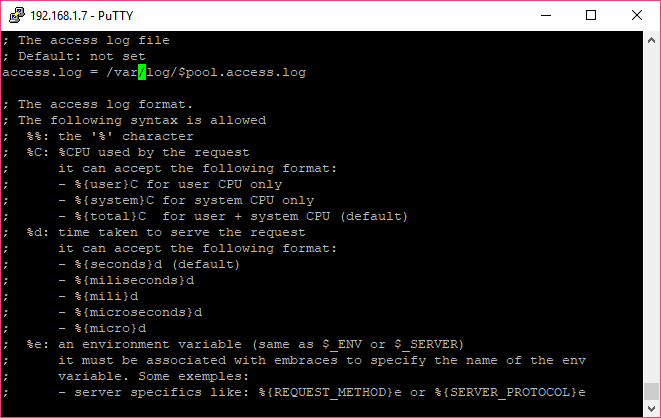 192.168.1.7 - PuTTY
; The access log file
; Default: not set
access.log = /var/log/$pool.access.log
; The access log format.
; The following syntax is allowed
;  %%: the '%' character
;  %C: %CPU used by the request
;      it can accept the following format:
;      - %{user}C for user CPU only
;      - %{system}C for system CPU only
;      - %{total}C  for user + system CPU (default)
;  %d: time taken to serve the request
;      it can accept the following format:
;      - %{seconds}d (default)
;      - %{miliseconds}d
;      - %{mili}d
;      - %{microseconds}d
;      - %{micro}d
;  %e: an environment variable (same as $_ENV or $_SERVER)
;      it must be associated with embraces to specify the name of the env
;      variable. Some examples:
;      - server specifics like: %{REQUEST_METHOD}e or %{SERVER_PROTOCOL}e